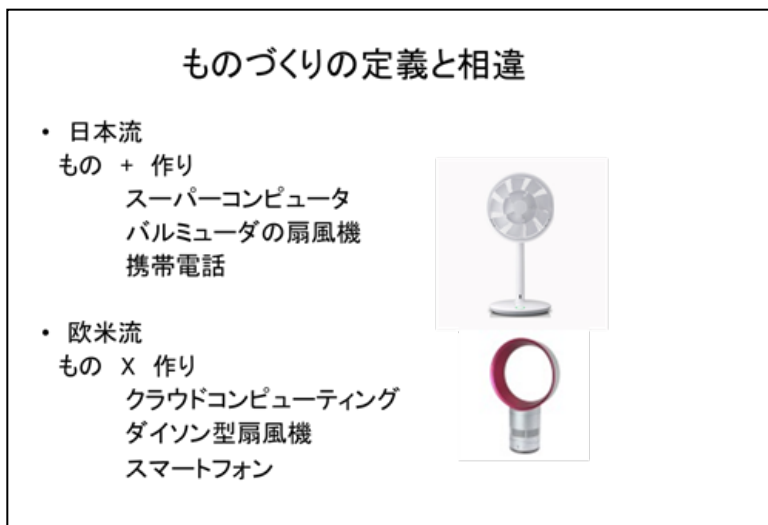 ものづくりの定義と相違
• 日本流
もの + 作り
スーパーコンピュータ
バルミューダの扇風機
携帯電話
• 欧米流
もの X 作り
クラウドコンピューティング
ダイソン型扇風機
スマートフォン